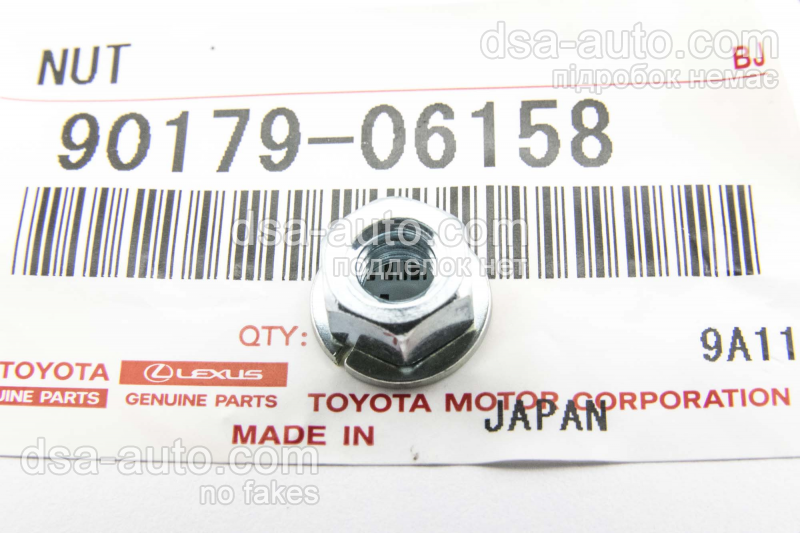 dsa-auto.com
підробок немає
NUT
BJ
90179-06158
dsa-auto.com
подделок нет
QTY:
9A11
TOYOTA
LEXUS
UINE PARTS
GENUINE PARTS
TOYOTA MOTOR CORPORATION
MADE IN JAPAN
dsa-auto.com
no fakes